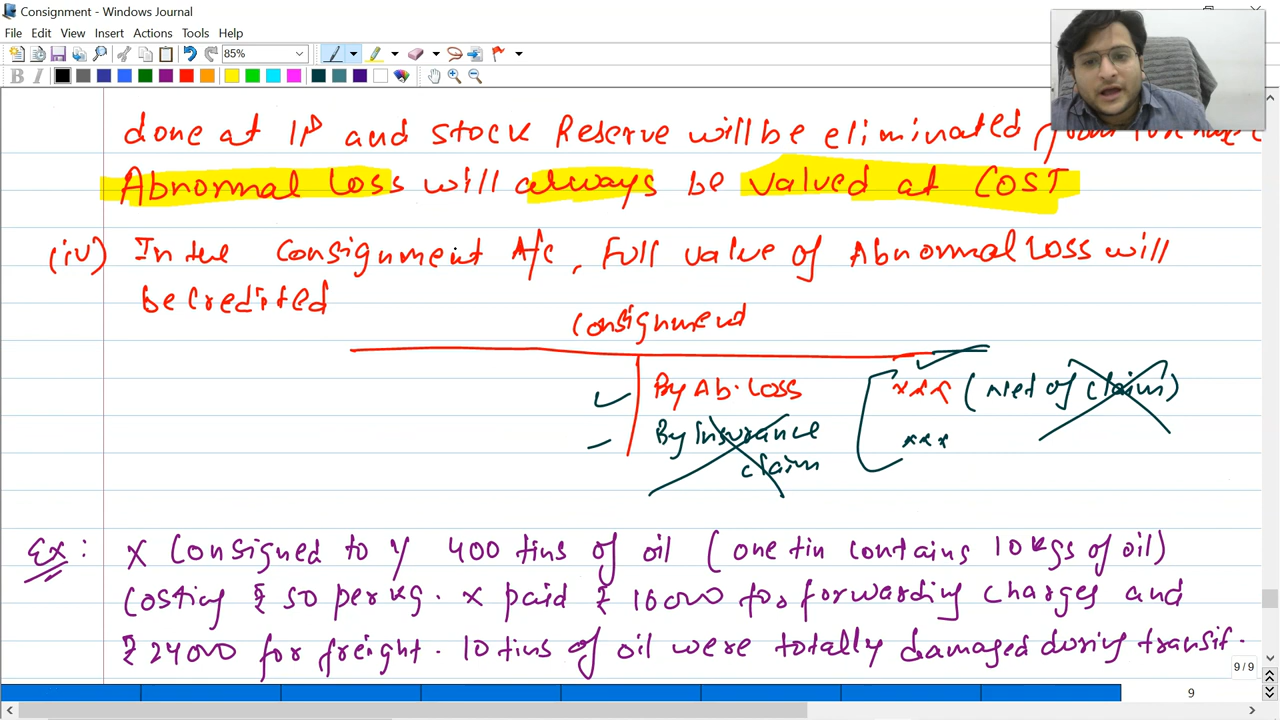 Consignment - Windows Journal
File Edit View Insert Actions Tools Help
85%
B I
done at IP and Stock Reserve will be eliminated,
Abnormal Loss will always be valued at COST
(iv) In the Consignment A/c, Full value of Abnormal Loss will
be Credited
Consignment
By Ab. Loss xxx (Net of claim)
By Insurance xxx
claim
Ex: X Consigned to Y 400 tins of oil (one tin contains 10 kgs of oil)
Costing ₹ 50 per kg. X paid ₹ 16000 for forwarding charges and
₹ 24000 for freight. 10 tins of oil were totally damaged during transit.
9/9
9